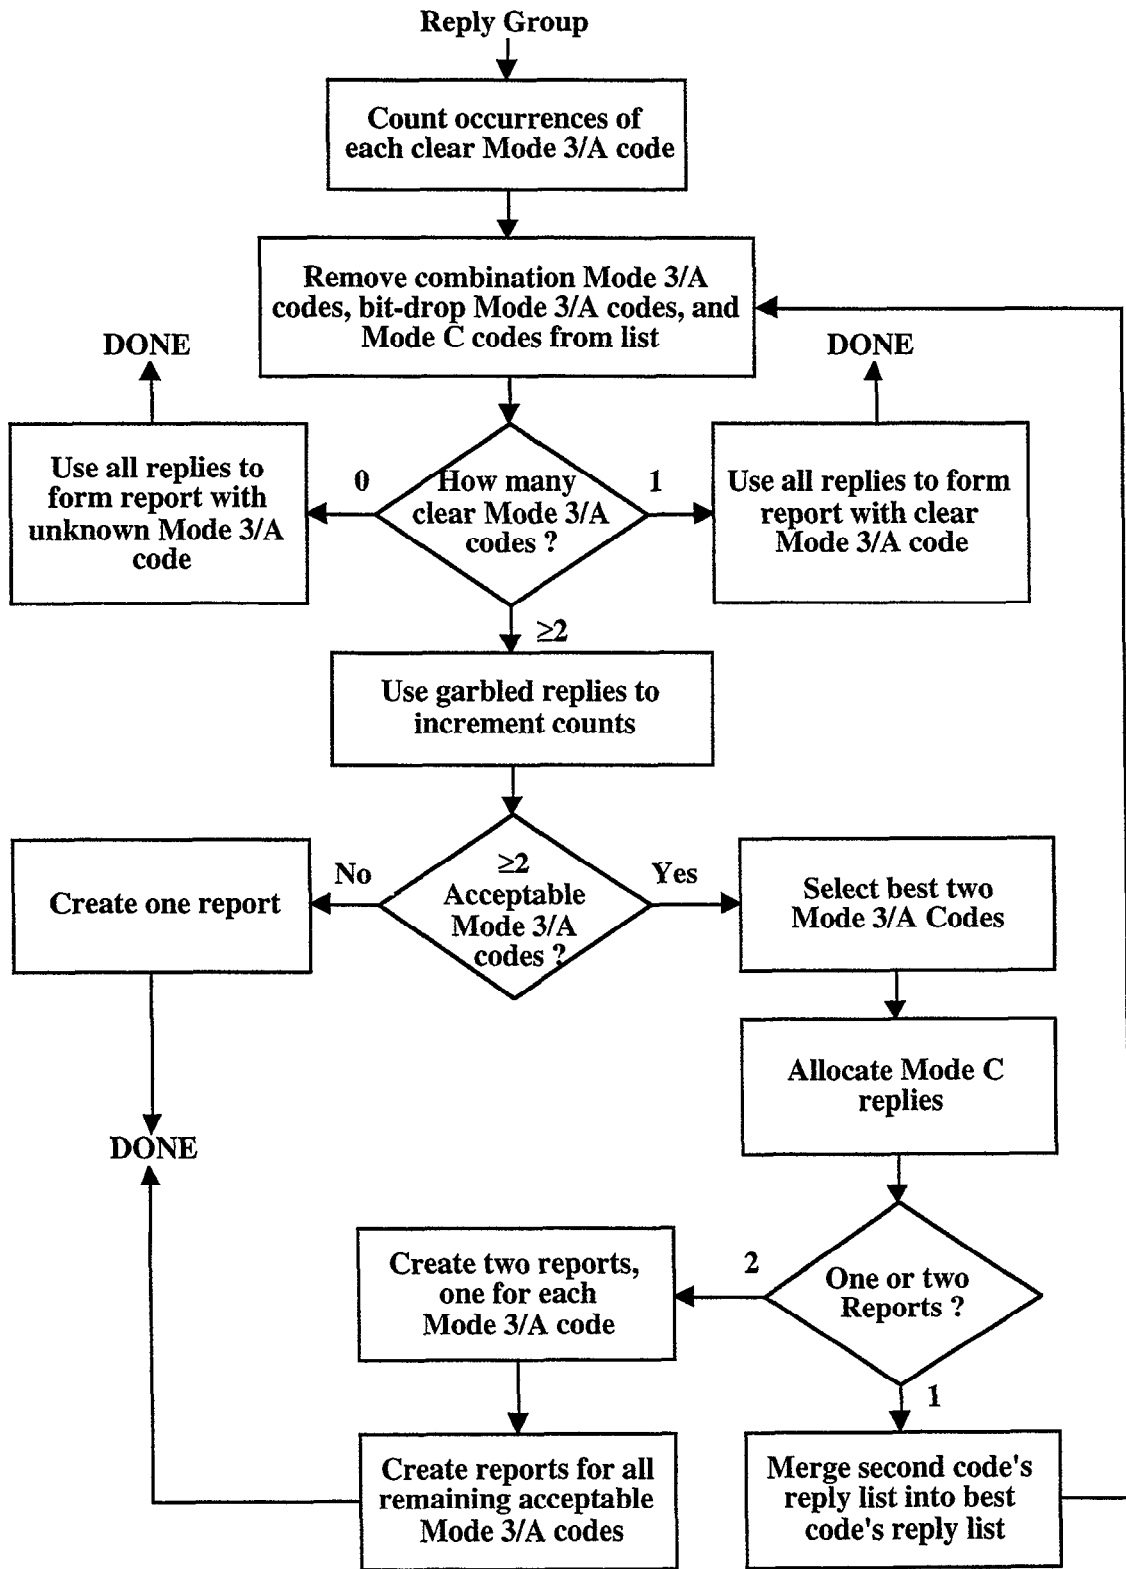 Reply Group
Count occurrences of
each clear Mode 3/A code
Remove combination Mode 3/A
codes, bit-drop Mode 3/A codes, and
Mode C codes from list
DONE
DONE
Use all replies to
form report with
unknown Mode 3/A
code
0
How many
clear Mode 3/A
codes ?
1
Use all replies to form
report with clear
Mode 3/A code
≥2
Use garbled replies to
increment counts
Create one report
No
≥2
Acceptable
Mode 3/A
codes ?
Yes
Select best two
Mode 3/A Codes
Allocate Mode C
replies
DONE
Create two reports,
one for each
Mode 3/A code
2
One or two
Reports ?
1
Create reports for all
remaining acceptable
Mode 3/A codes
Merge second code's
reply list into best
code's reply list